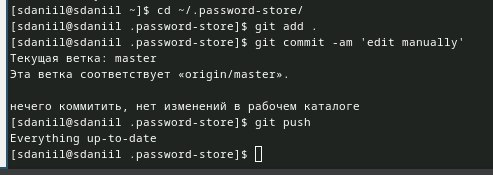 [sdaniil@sdaniil ~]$ cd ~/.password-store/
[sdaniil@sdaniil .password-store]$ git add .
[sdaniil@sdaniil .password-store]$ git commit -am 'edit manually'
Текущая ветка: master
Эта ветка соответствует «origin/master».
нечего коммитить, нет изменений в рабочем каталоге
[sdaniil@sdaniil .password-store]$ git push
Everything up-to-date
[sdaniil@sdaniil .password-store]$